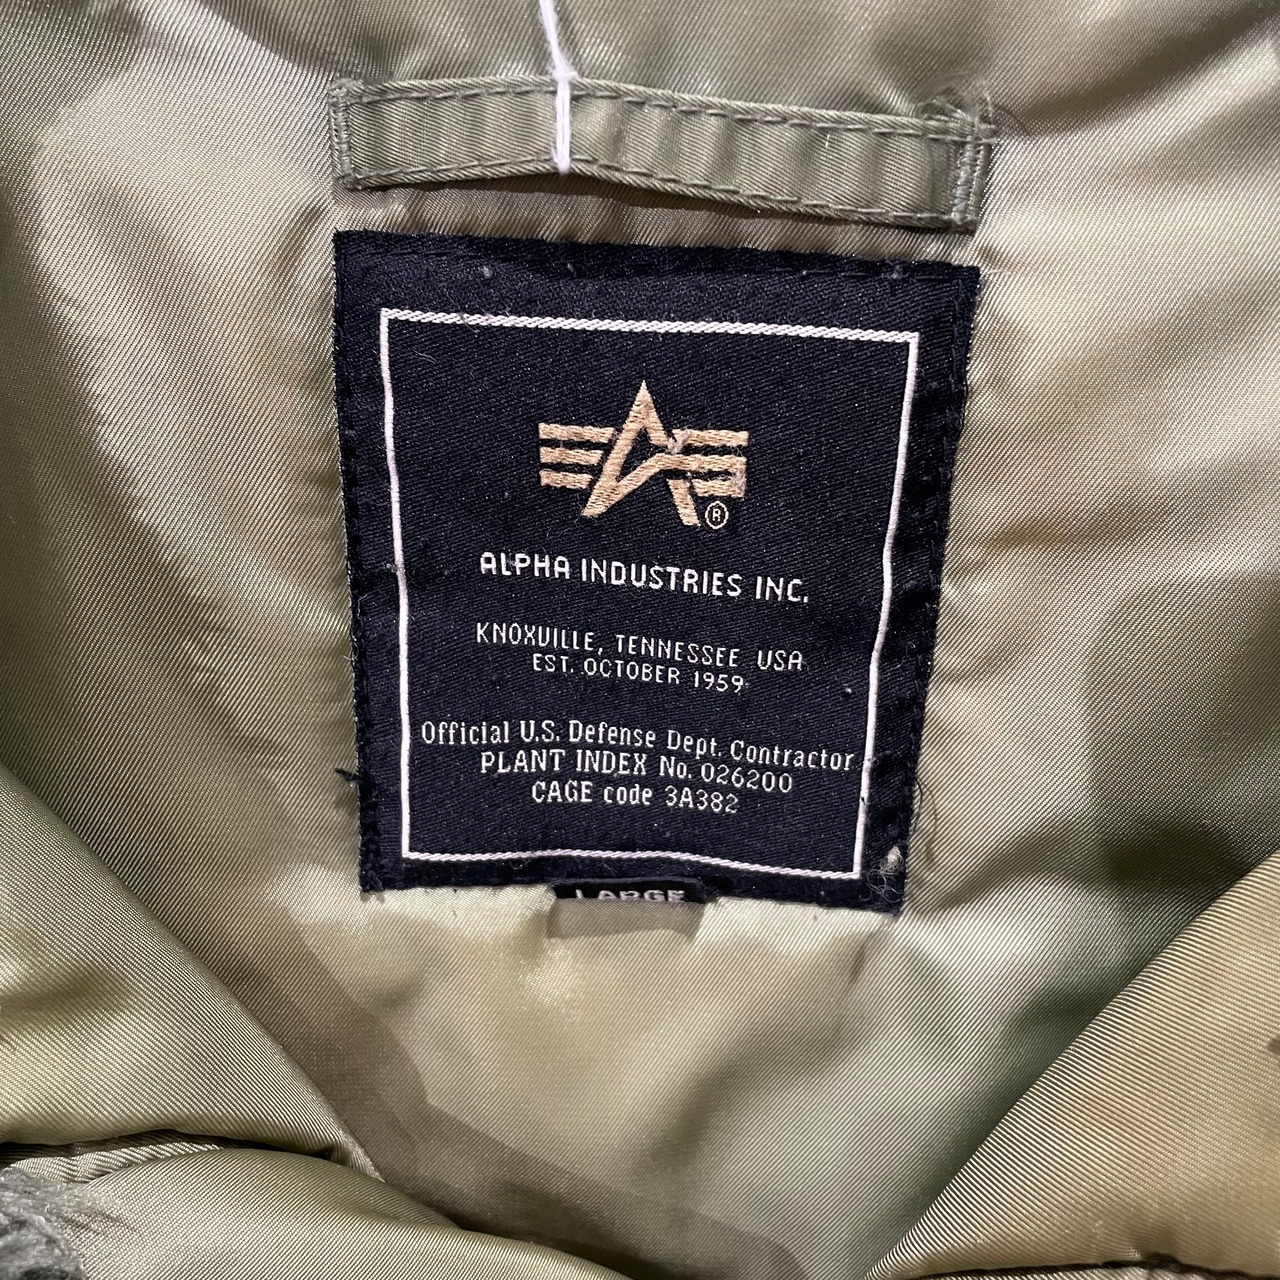 ®
ALPHA INDUSTRIES INC.
KNOXVILLE, TENNESSEE USA
EST. OCTOBER 1959
Official U.S. Defense Dept. Contractor
PLANT INDEX No. 026200
CAGE code 3A382
LARGE